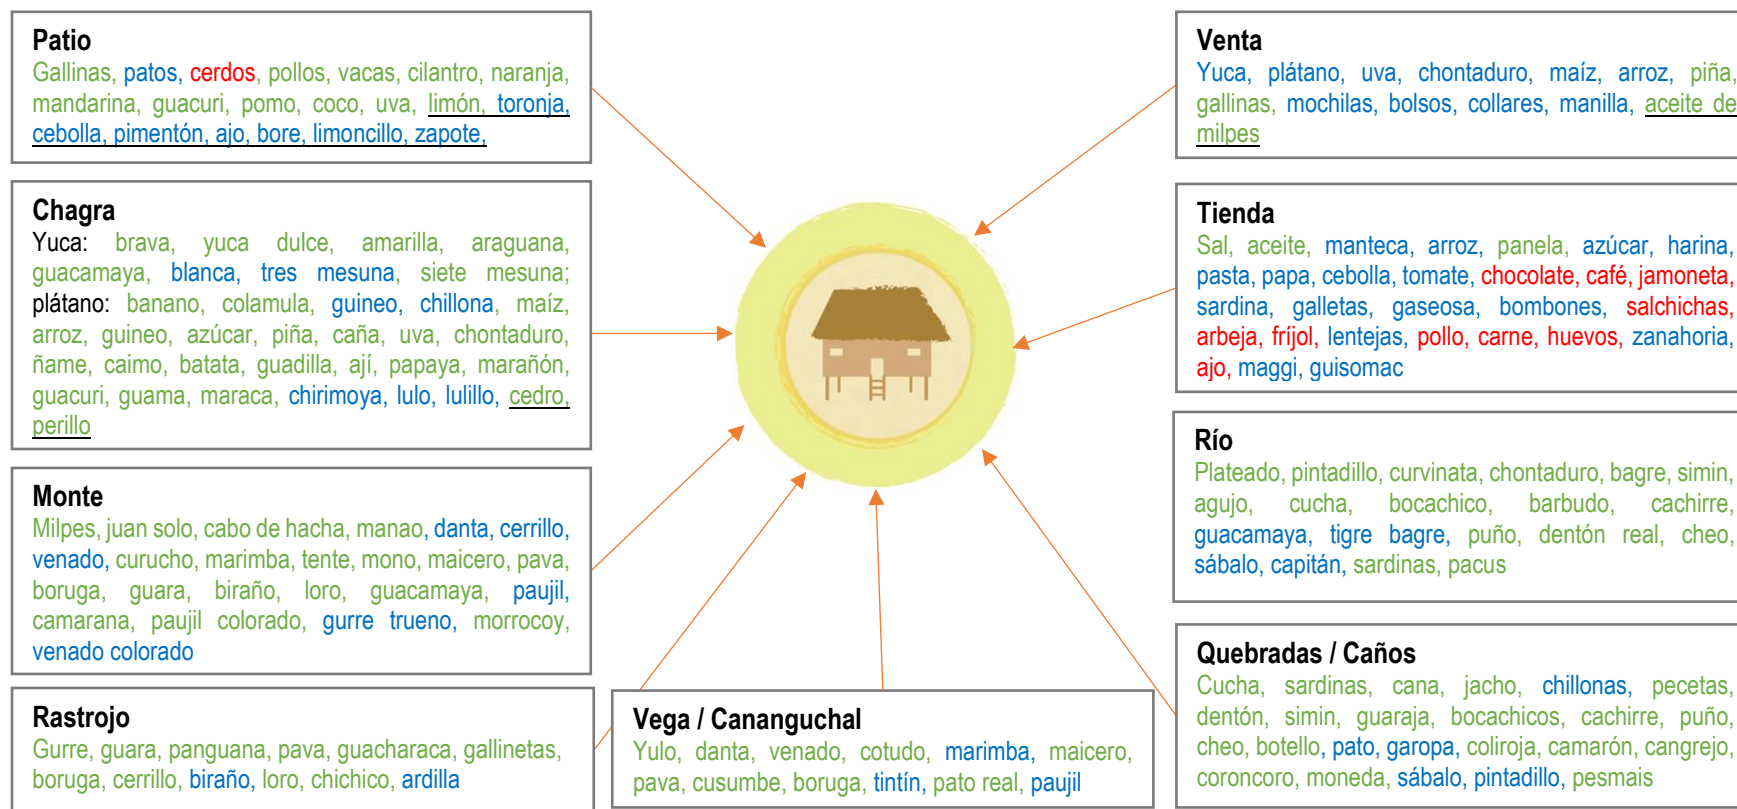 Patio
Gallinas, patos, cerdos, pollos, vacas, cilantro, naranja,
mandarina, guacuri, pomo, coco, uva, limón, toronja,
cebolla, pimentón, ajo, bore, limoncillo, zapote,
Chagra
Yuca: brava, yuca dulce, amarilla, araguana,
guacamaya, blanca, tres mesuna, siete mesuna;
plátano: banano, colamula, guineo, chillona, maíz,
arroz, guineo, azúcar, piña, caña, uva, chontaduro,
ñame, caimo, batata, guadilla, ají, papaya, marañón,
guacuri, guama, maraca, chirimoya, lulo, lulillo, cedro,
perillo
Monte
Milpes, juan solo, cabo de hacha, manao, danta, cerrillo,
venado, curucho, marimba, tente, mono, maicero, pava,
boruga, guara, biraño, loro, guacamaya, paujil,
camarana, paujil colorado, gurre trueno, morrocoy,
venado colorado
Rastrojo
Gurre, guara, panguana, pava, guacharaca, gallinetas,
boruga, cerrillo, biraño, loro, chichico, ardilla
Vega / Cananguchal
Yulo, danta, venado, cotudo, marimba, maicero,
pava, cusumbe, boruga, tintín, pato real, paujil
Venta
Yuca, plátano, uva, chontaduro, maíz, arroz, piña,
gallinas, mochilas, bolsos, collares, manilla, aceite de
milpes
Tienda
Sal, aceite, manteca, arroz, panela, azúcar, harina,
pasta, papa, cebolla, tomate, chocolate, café, jamoneta,
sardina, galletas, gaseosa, bombones, salchichas,
arbeja, fríjol, lentejas, pollo, carne, huevos, zanahoria,
ajo, maggi, guisomac
Río
Plateado, pintadillo, curvinata, chontaduro, bagre, simin,
agujo, cucha, bocachico, barbudo, cachirre,
guacamaya, tigre bagre, puño, dentón real, cheo,
sábalo, capitán, sardinas, pacus
Quebradas / Caños
Cucha, sardinas, cana, jacho, chillonas, pecetas,
dentón, simin, guaraja, bocachicos, cachirre, puño,
cheo, botello, pato, garopa, coliroja, camarón, cangrejo,
coroncoro, moneda, sábalo, pintadillo, pesmais